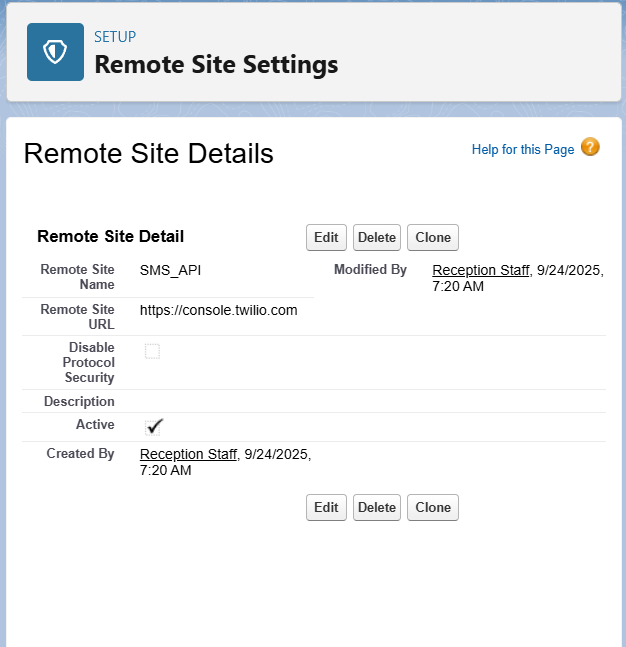 SETUP
Remote Site Settings
Remote Site Details
Help for this Page ?
Remote Site Detail
Edit Delete Clone
Remote Site Name
SMS_API
Modified By
Reception Staff, 9/24/2025,
7:20 AM
Remote Site URL
https://console.twilio.com
Disable
Protocol
Security
Description
Active
Created By
Reception Staff, 9/24/2025,
7:20 AM
Edit Delete Clone